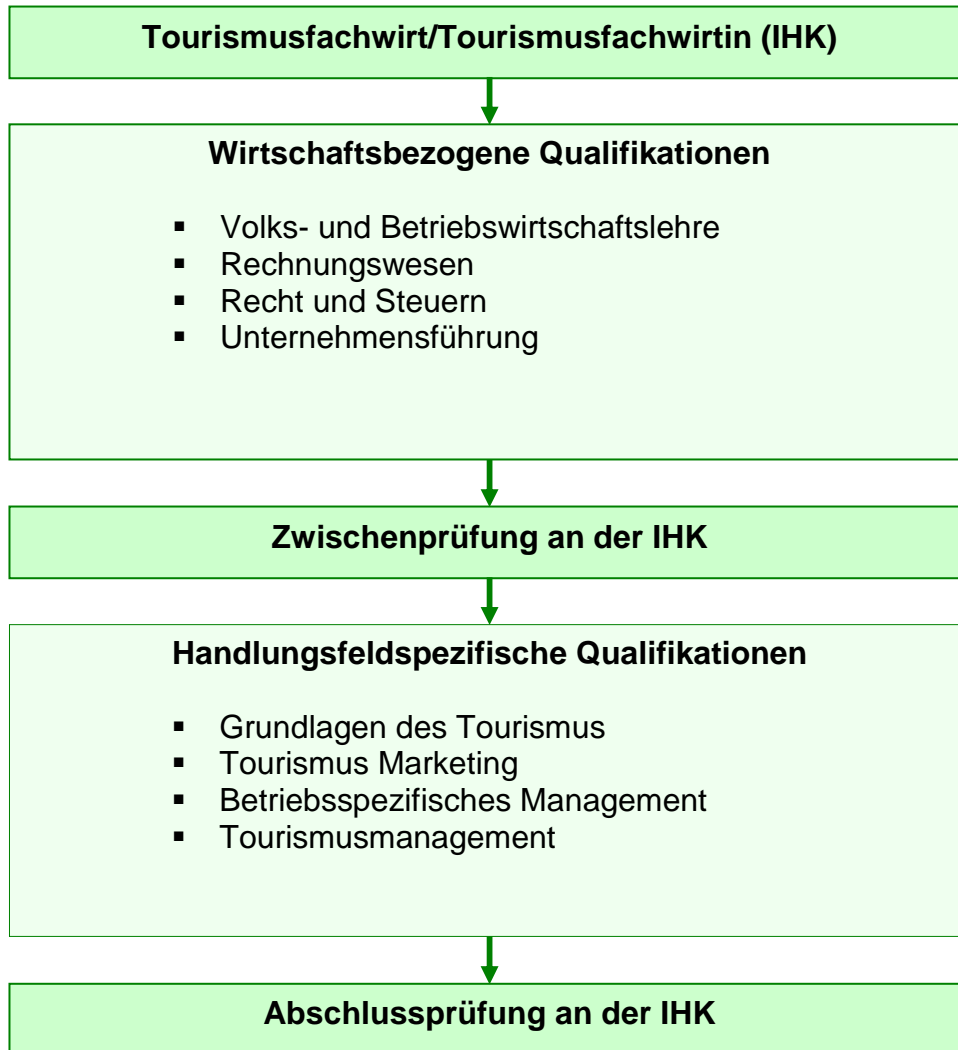 Tourismusfachwirt/Tourismusfachwirtin (IHK)
Wirtschaftsbezogene Qualifikationen
▪ Volks- und Betriebswirtschaftslehre
▪ Rechnungswesen
▪ Recht und Steuern
▪ Unternehmensführung
Zwischenprüfung an der IHK
Handlungsfeldspezifische Qualifikationen
▪ Grundlagen des Tourismus
▪ Tourismus Marketing
▪ Betriebsspezifisches Management
▪ Tourismusmanagement
Abschlussprüfung an der IHK